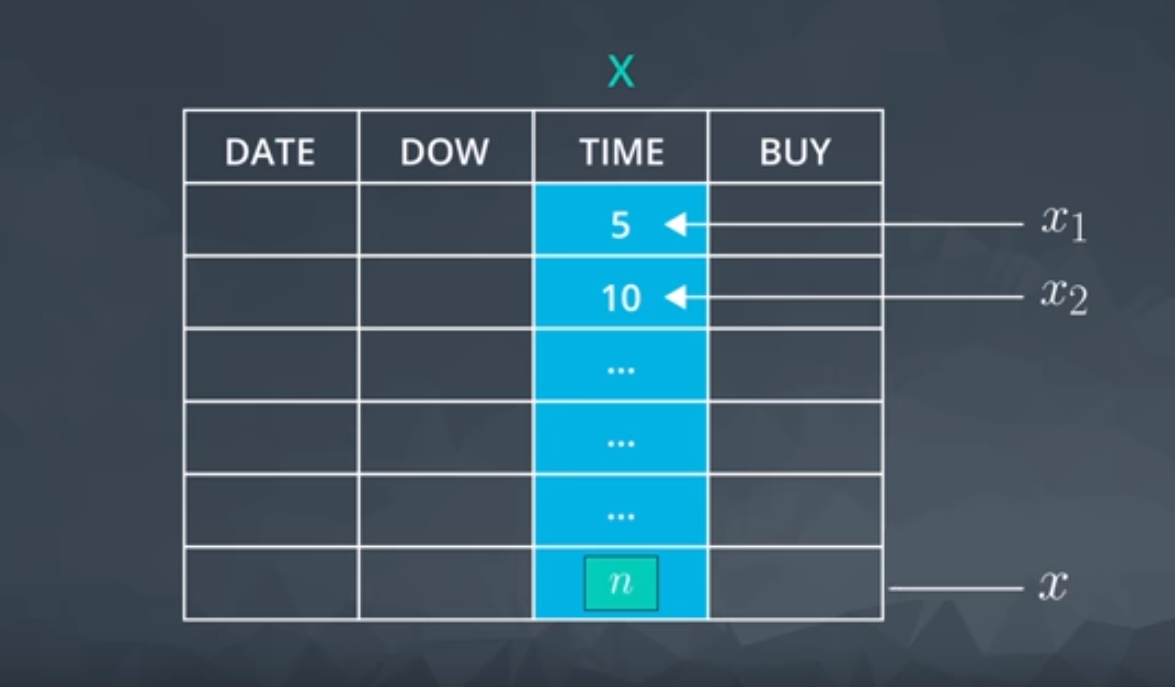 X
DATE DOW TIME BUY
5 x1
10 x2
...
...
...
n x